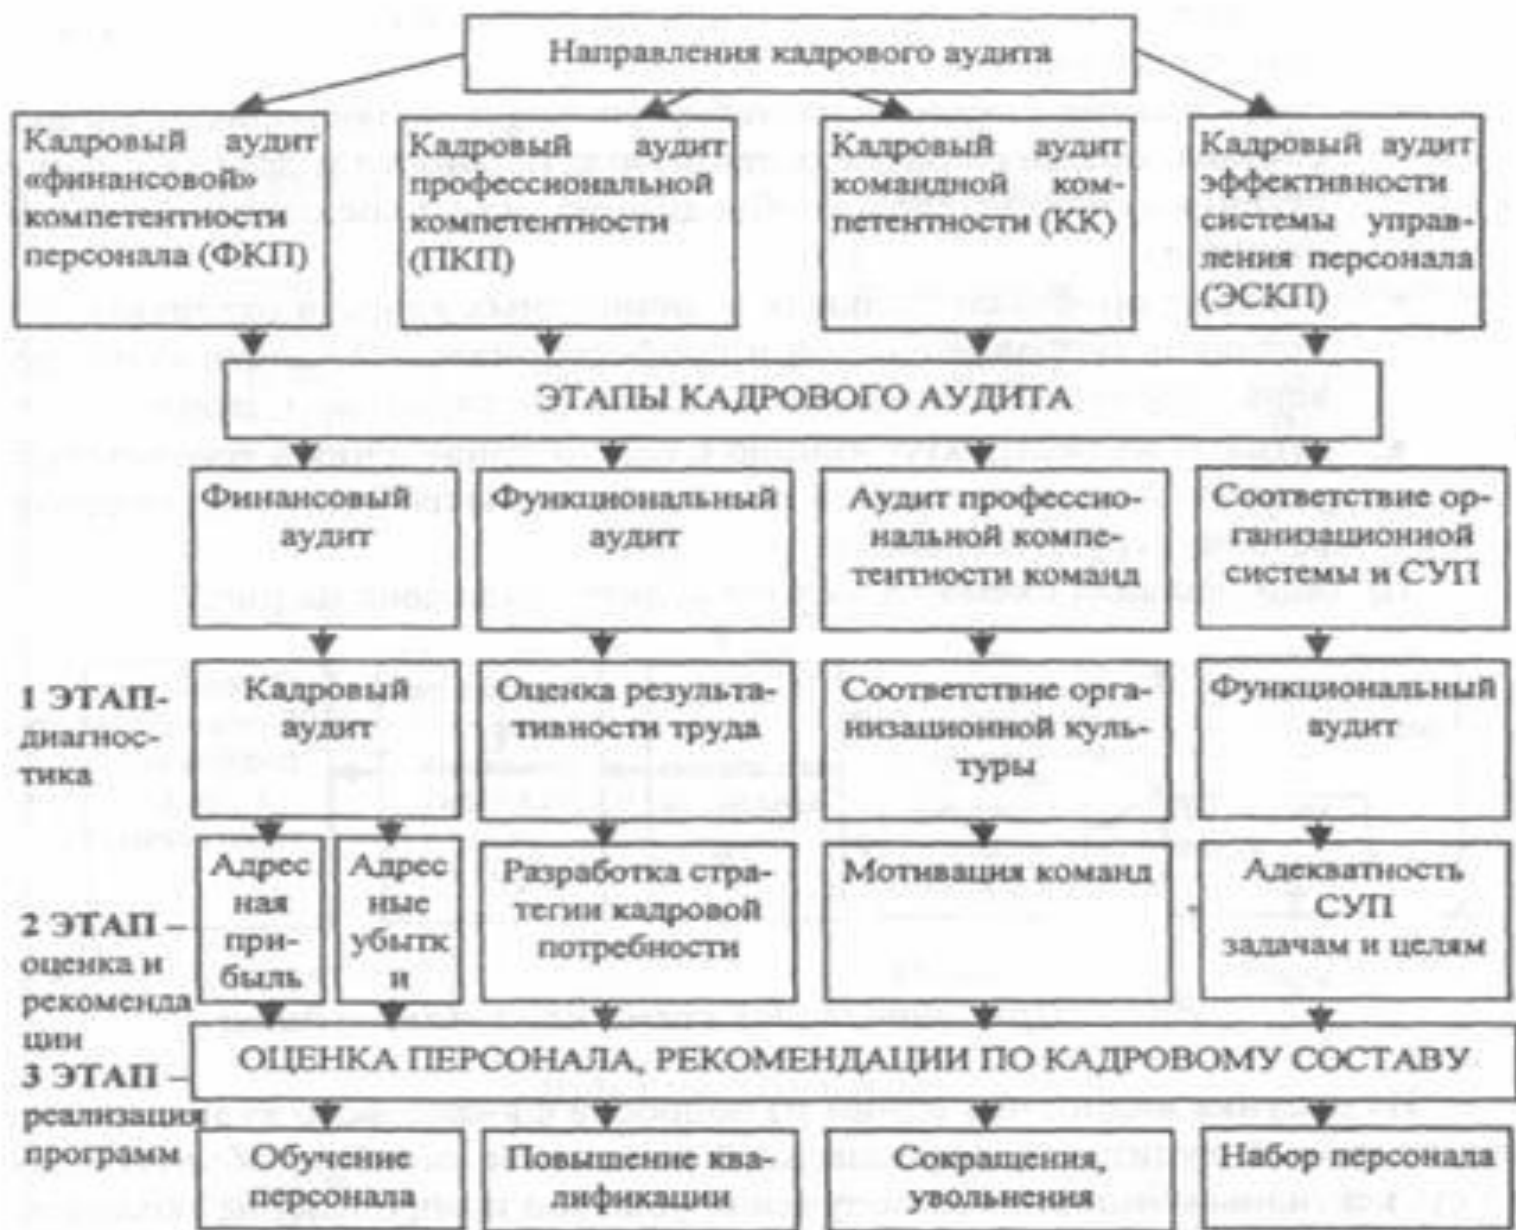 Направления кадрового аудита
Кадровый аудит
«финансовой»
компетентности
персонала (ФКП)
Кадровый аудит
профессиональной
компетентности
(ПКП)
Кадровый аудит
командной ком-
петентности (КК)
Кадровый аудит
эффективности
системы управ-
ления персонала
(ЭСКП)
ЭТАПЫ КАДРОВОГО АУДИТА
Финансовый
аудит
Функциональный
аудит
Аудит професси-
нальной компе-
тентности команд
Соответствие ор-
ганизационной
системы и СУП
1 ЭТАП-
диагнос-
тика
Кадровый
аудит
Оценка результа-
тивности труда
Соответствие орга-
низационной куль-
туры
Функциональный
аудит
2 ЭТАП –
оценка и
рекоменда
ции
Адрес
ная
при-
быль
Адрес
ные
убытк
и
Разработка стра-
тегии кадровой
потребности
Мотивация команд
Адекватность
СУП
задачам и целям
ОЦЕНКА ПЕРСОНАЛА, РЕКОМЕНДАЦИИ ПО КАДРОВОМУ СОСТАВУ
3 ЭТАП –
реализация
программ
Обучение
персонала
Повышение ква-
лификации
Сокращения,
увольнения
Набор персонала